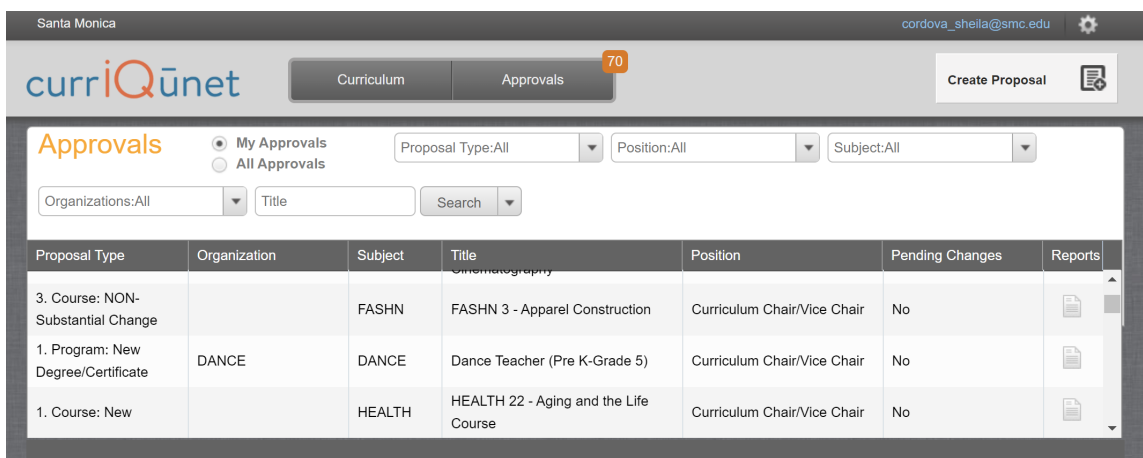 Santa Monica cordova_sheila@smc.edu
currIQūnet Curriculum Approvals 70 Create Proposal
Approvals My Approvals Proposal Type:All Position:All Subject:All
All Approvals
Organizations:All Title Search
Proposal Type Organization Subject Title Position Pending Changes Reports
Cinematography
3. Course: NON-
Substantial Change FASHN FASHN 3 - Apparel Construction Curriculum Chair/Vice Chair No
1. Program: New
Degree/Certificate DANCE DANCE Dance Teacher (Pre K-Grade 5) Curriculum Chair/Vice Chair No
1. Course: New HEALTH HEALTH 22 - Aging and the Life
Course Curriculum Chair/Vice Chair No